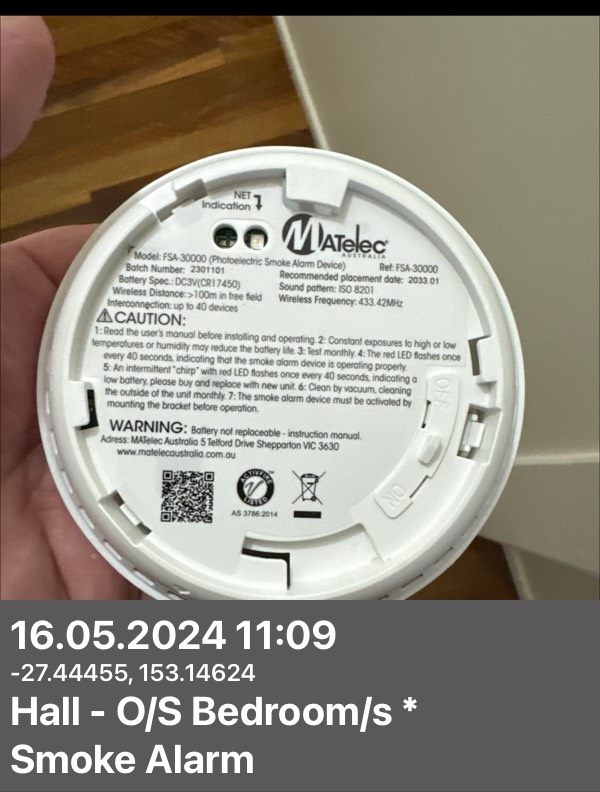 NET
Indication
MATelec
AUSTRALIA
Model: FSA-30000 (Photoelectric Smoke Alarm Device)
Ref: FSA-30000
Batch Number: 2301101
Recommended placement date: 2033.01
Battery Spec.: DC3V(CR17450)
Sound pattern: ISO 8201
Wireless Distance: >100m in free field
Wireless Frequency: 433.42MHz
Interconnection: up to 40 devices
CAUTION:
1: Read the user's manual before installing and operating. 2: Constant exposures to high or low
temperatures or humidity may reduce the battery life. 3: Test monthly. 4: The red LED flashes once
every 40 seconds, indicating that the smoke alarm device is operating properly.
5: An intermittent "chirp" with red LED flashes once every 40 seconds, indicating a
low battery, please buy and replace with new unit. 6: Clean by vacuum, cleaning
the outside of the unit monthly. 7: The smoke alarm device must be activated by
mounting the bracket before operation.
OFF
WARNING: Battery not replaceable - instruction manual.
Adress: MATelec Australia 5 Telford Drive Shepparton VIC 3630
www.matelecaustralia.com.au
ON
ACTIVFIRE
LISTED
AS 3786:2014
16.05.2024 11:09
-27.44455, 153.14624
Hall - O/S Bedroom/s *
Smoke Alarm